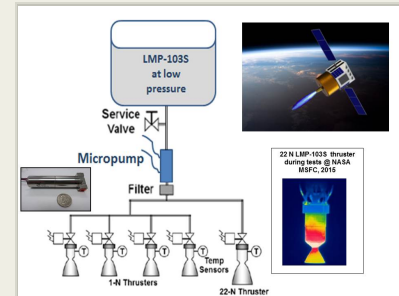 LMP-103S
at low
pressure
Service
Valve
Micropump
Filter
T
T
T
T
T
Temp
Sensors
1-N Thrusters
22-N Thruster
22 N LMP-103S thruster
during tests @ NASA
MSFC, 2015